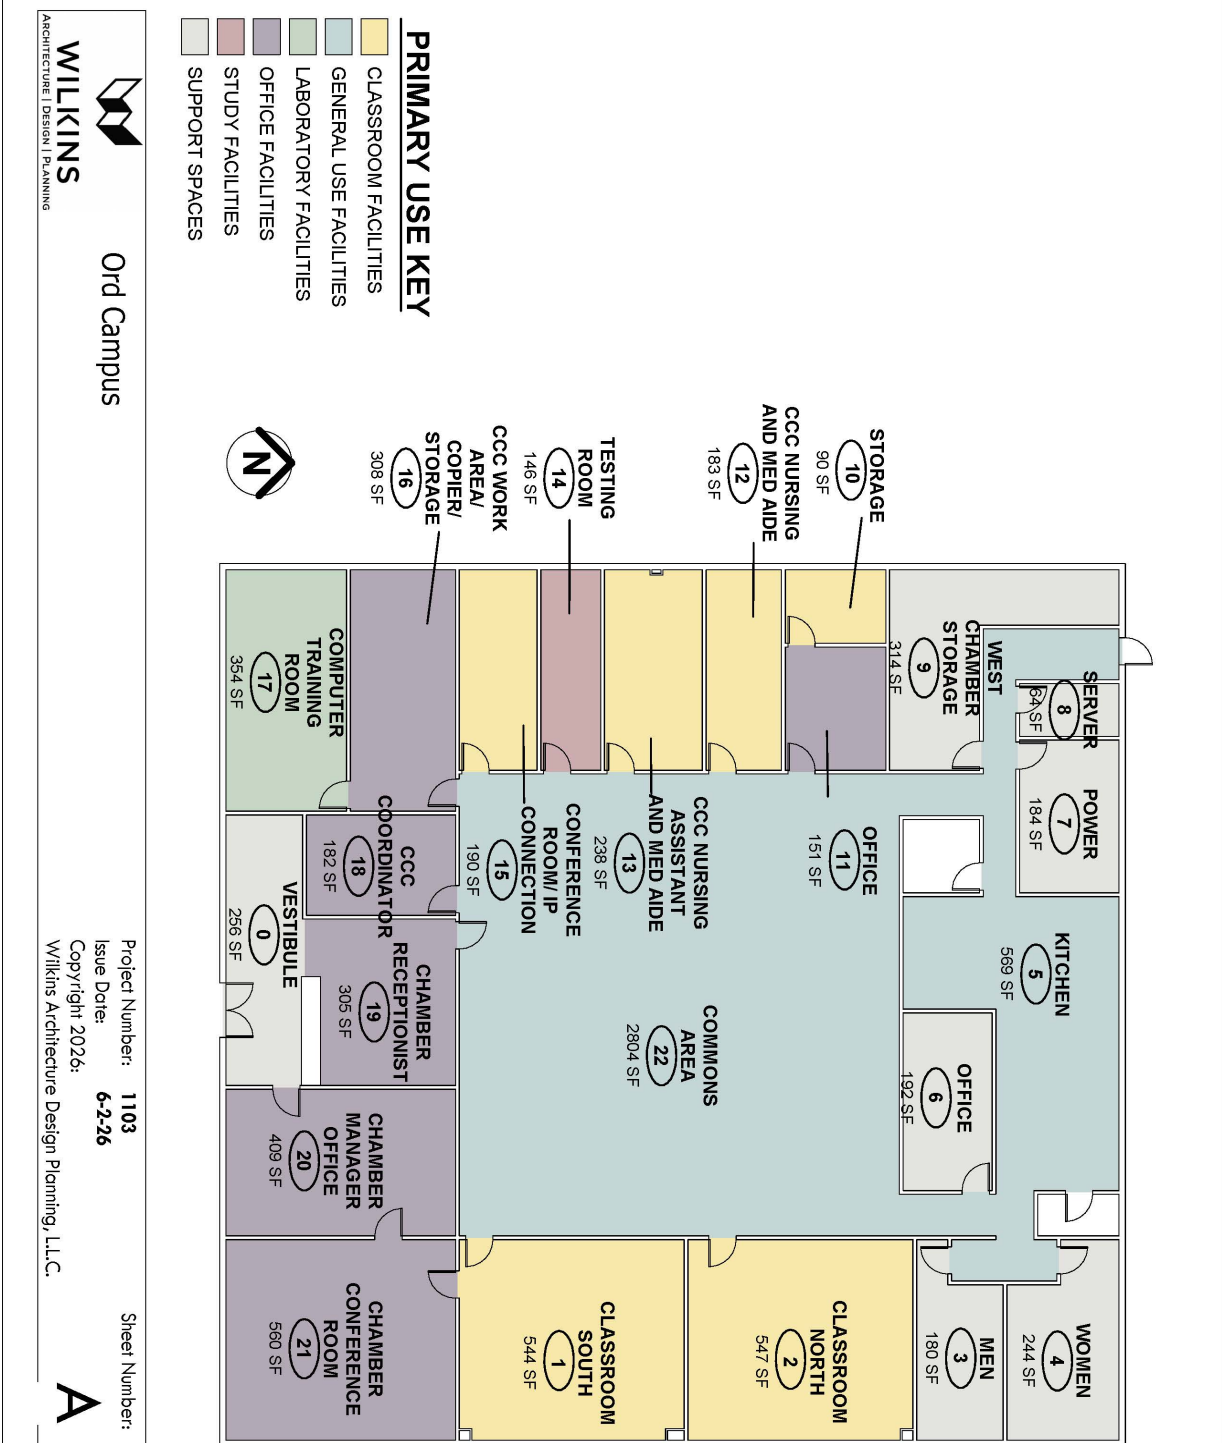 PRIMARY USE KEY
CLASSROOM FACILITIES
GENERAL USE FACILITIES
LABORATORY FACILITIES
OFFICE FACILITIES
STUDY FACILITIES
SUPPORT SPACES
STORAGE
10
90 SF
CCC NURSING
AND MED AIDE
12
183 SF
TESTING
ROOM
14
146 SF
CCC WORK
AREA/
COPIER/
STORAGE
16
308 SF
N
WEST
CHAMBER
STORAGE
9
314 SF
SERVER
8
64 SF
POWER
7
184 SF
COMPUTER
TRAINING
ROOM
17
354 SF
OFFICE
11
151 SF
CCC NURSING
ASSISTANT
AND MED AIDE
13
238 SF
CONFERENCE
ROOM/ IP
CONNECTION
15
190 SF
CCC
COORDINATOR
18
182 SF
VESTIBULE
0
256 SF
KITCHEN
5
569 SF
CHAMBER
RECEPTIONIST
19
305 SF
COMMONS
AREA
22
2804 SF
OFFICE
6
192 SF
CHAMBER
MANAGER
OFFICE
20
409 SF
WOMEN
4
244 SF
MEN
3
180 SF
CLASSROOM
NORTH
2
547 SF
CLASSROOM
SOUTH
1
544 SF
CHAMBER
CONFERENCE
ROOM
21
560 SF
WILKINS
ARCHITECTURE | DESIGN | PLANNING
Ord Campus
Project Number: 1103
Issue Date: 6-2-26
Copyright 2026:
Wilkins Architecture Design Planning, L.L.C.
Sheet Number:
A